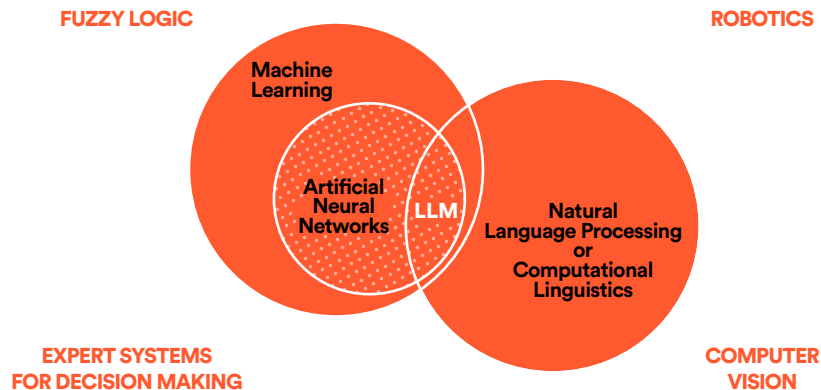 FUZZY LOGIC
ROBOTICS
Machine
Learning
Artificial
Neural
Networks
LLM
Natural
Language Processing
or
Computational
Linguistics
EXPERT SYSTEMS
FOR DECISION MAKING
COMPUTER
VISION